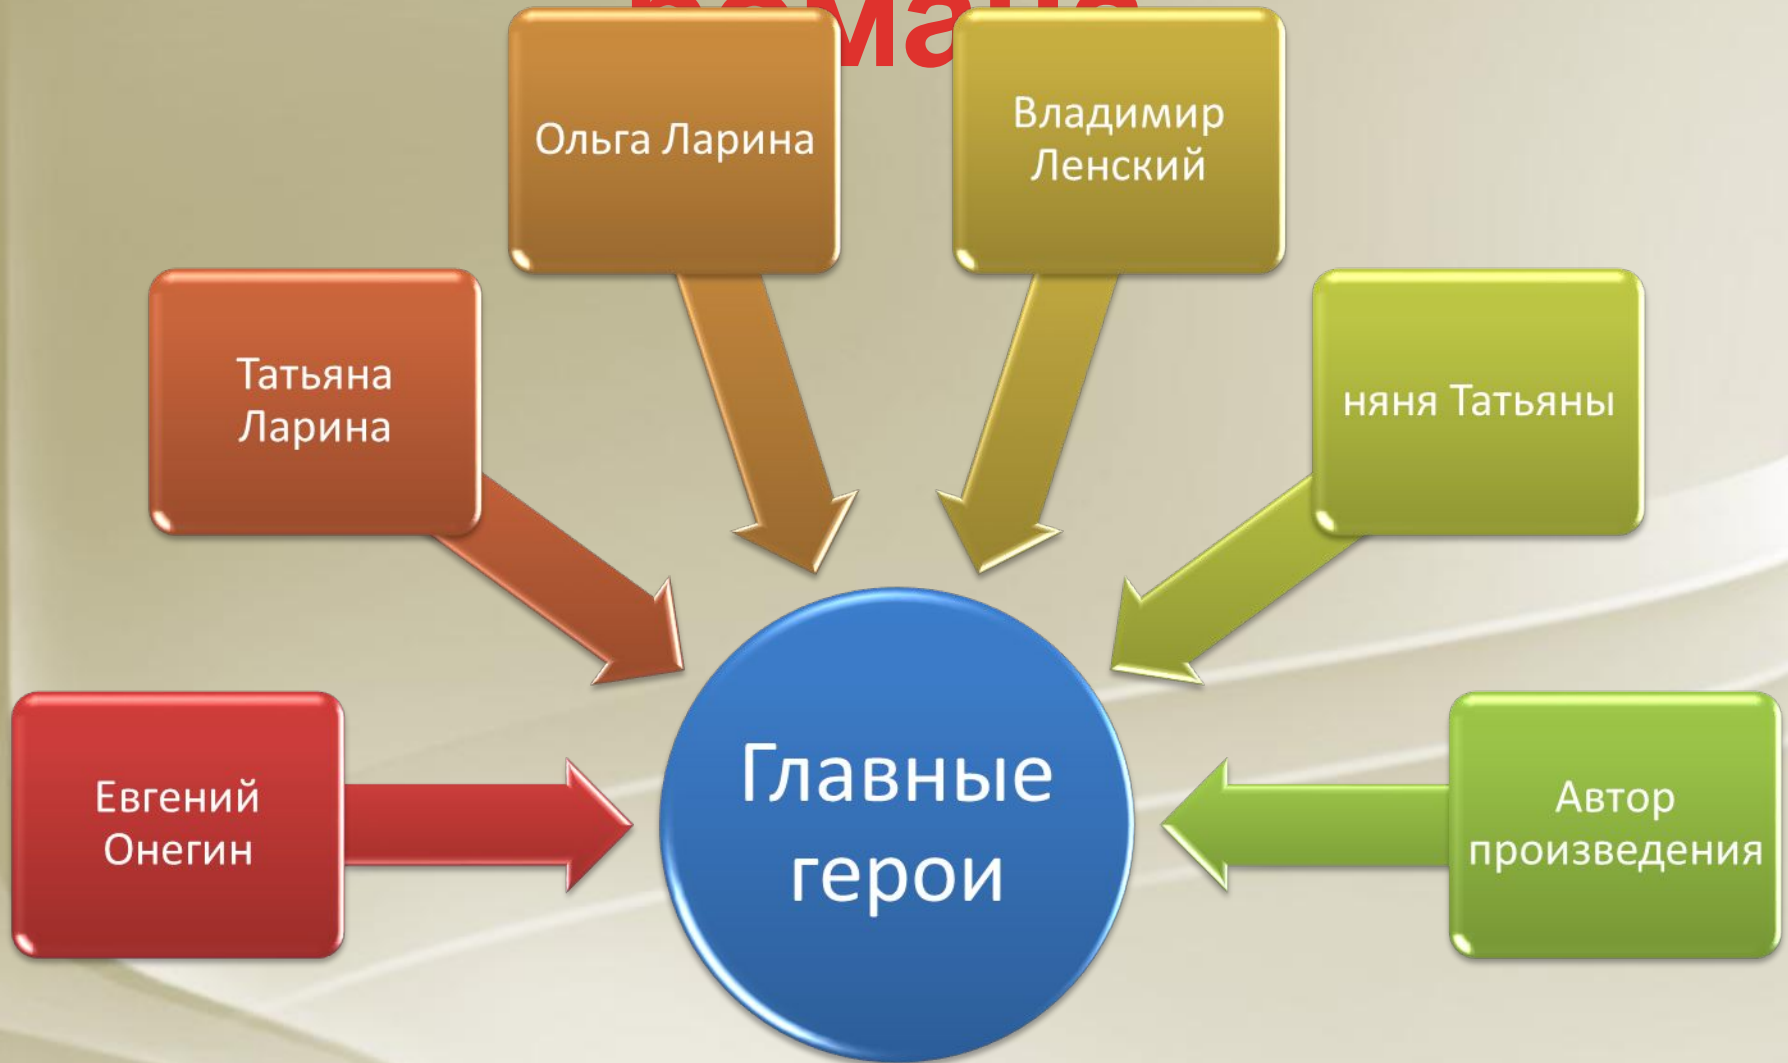 Ольга Ларина
Владимир
Ленский
Татьяна
Ларина
няня Татьяны
Евгений
Онегин
Главные
герои
Автор
произведения